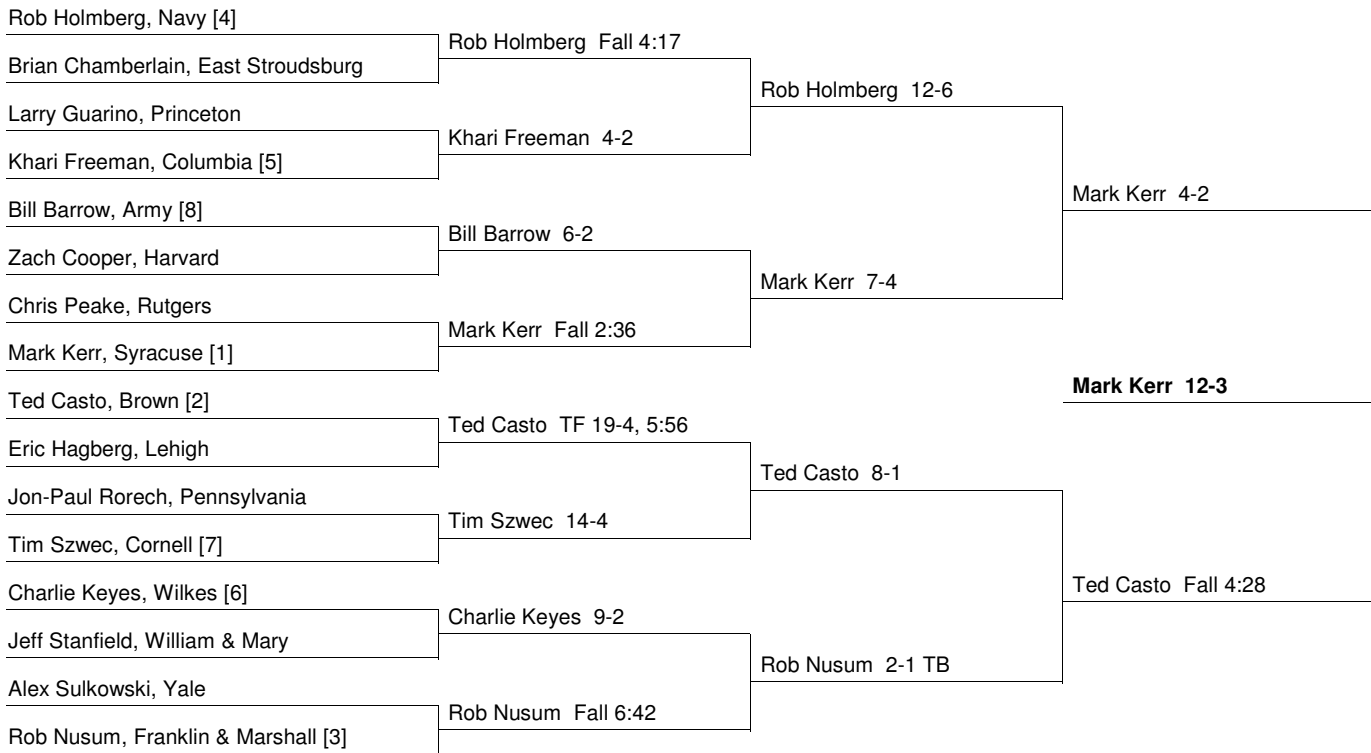 Rob Holmberg, Navy [4]
Rob Holmberg Fall 4:17
Brian Chamberlain, East Stroudsburg
Rob Holmberg 12-6
Larry Guarino, Princeton
Khari Freeman 4-2
Khari Freeman, Columbia [5]
Mark Kerr 4-2
Bill Barrow, Army [8]
Bill Barrow 6-2
Zach Cooper, Harvard
Mark Kerr 7-4
Chris Peake, Rutgers
Mark Kerr Fall 2:36
Mark Kerr, Syracuse [1]
Mark Kerr 12-3
Ted Casto, Brown [2]
Ted Casto TF 19-4, 5:56
Eric Hagberg, Lehigh
Ted Casto 8-1
Jon-Paul Rorech, Pennsylvania
Tim Szwec 14-4
Tim Szwec, Cornell [7]
Ted Casto Fall 4:28
Charlie Keyes, Wilkes [6]
Charlie Keyes 9-2
Jeff Stanfield, William & Mary
Rob Nusum 2-1 TB
Alex Sulkowski, Yale
Rob Nusum Fall 6:42
Rob Nusum, Franklin & Marshall [3]